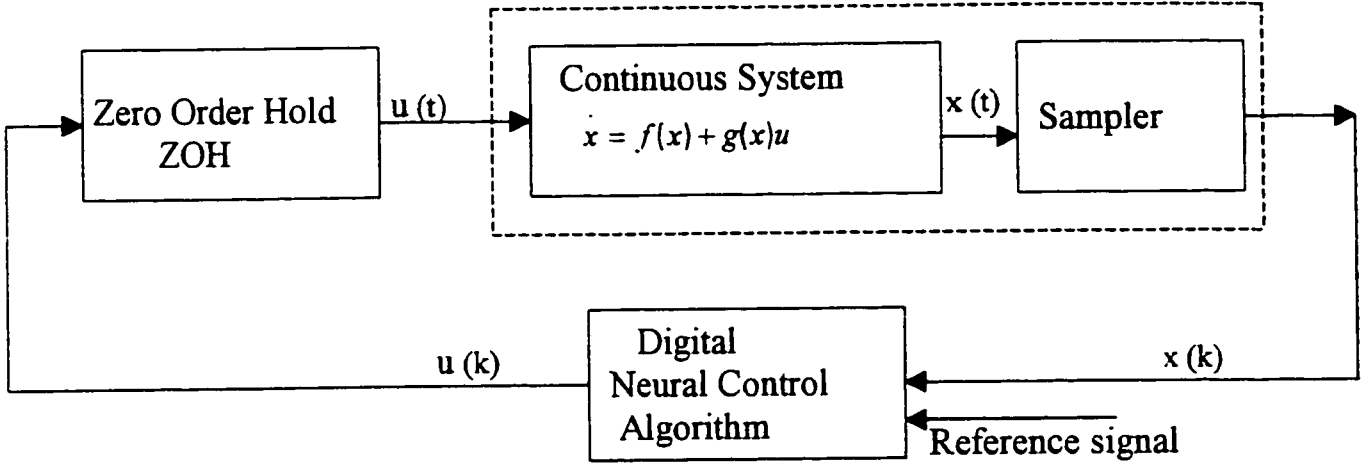 Zero Order Hold
ZOH
u (t)
Continuous System
ẋ = f(x) + g(x)u
x (t)
Sampler
u (k)
Digital
Neural Control
Algorithm
x (k)
Reference signal